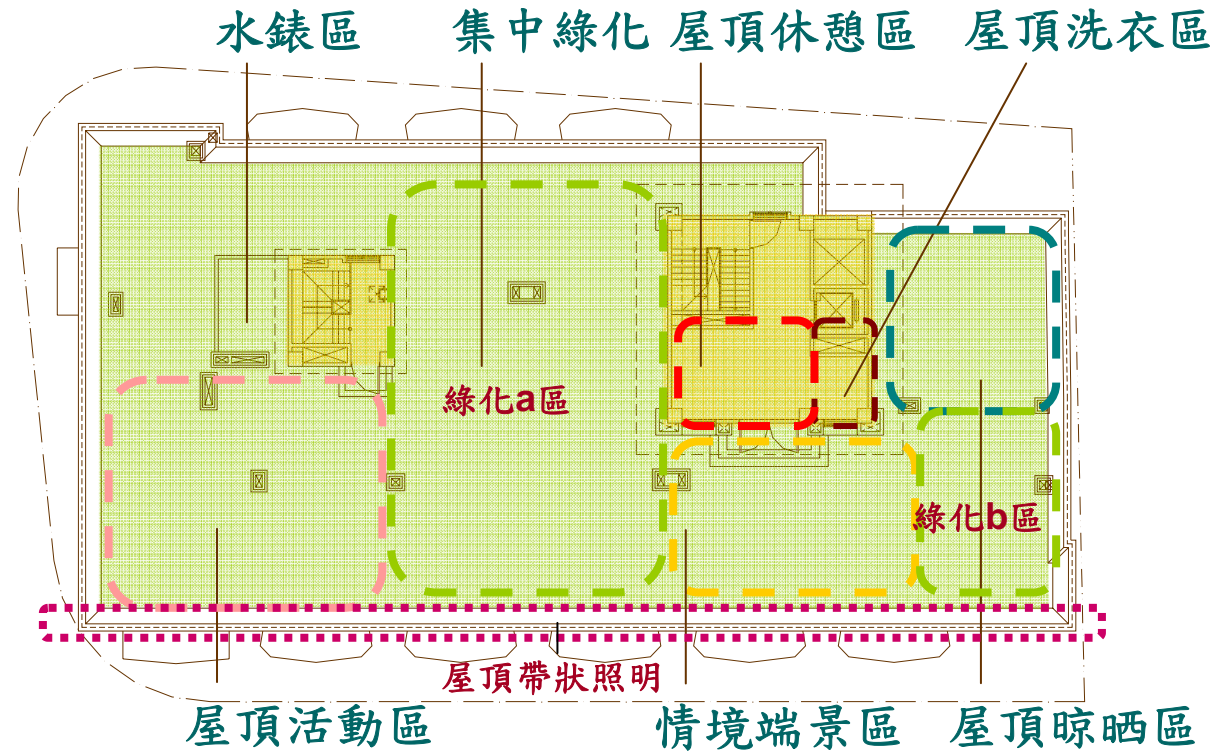 水錶區
集中綠化
屋頂休憩區
屋頂洗衣區
綠化a區
綠化b區
屋頂帶狀照明
屋頂活動區
情境端景區
屋頂晾晒區